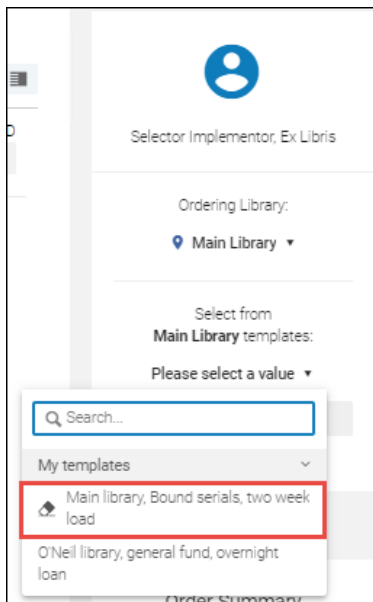 D
Selector Implementor, Ex Libris
Ordering Library:
Main Library
Select from
Main Library templates:
Please select a value
Search...
My templates
Main library, Bound serials, two week
load
O'Neil library, general fund, overnight
loan
Order Summary